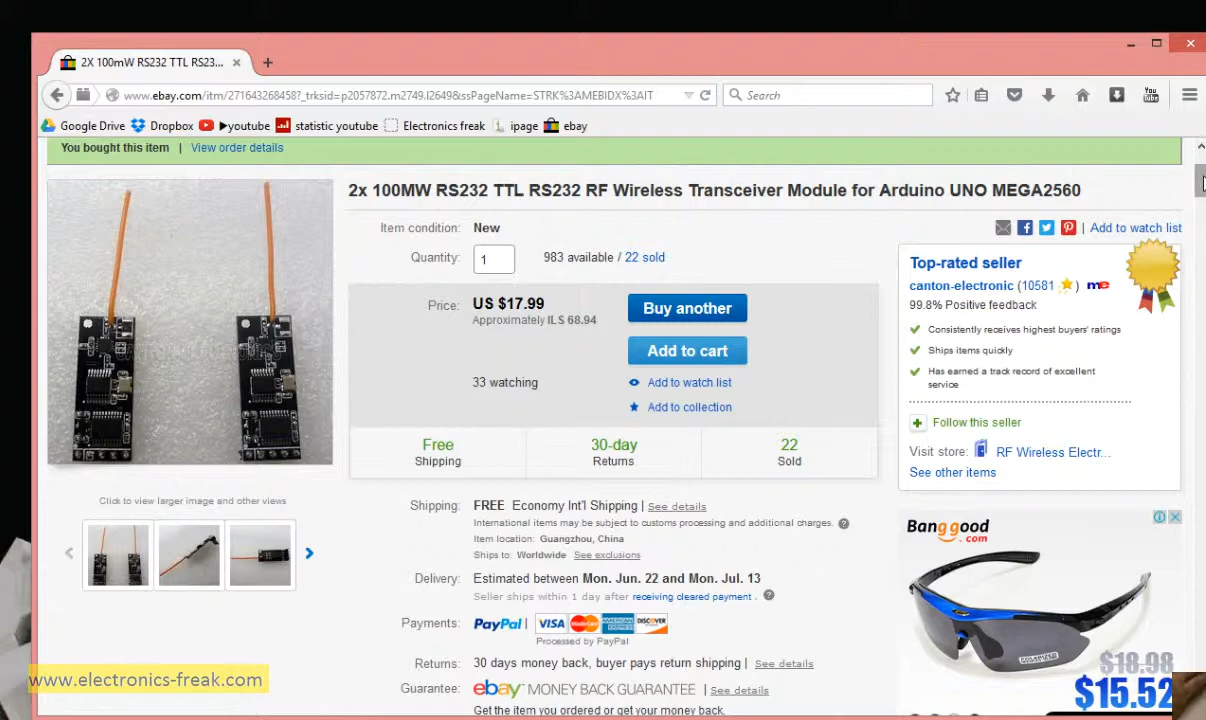 2X 100mW RS232 TTL RS23...
www.ebay.com/itm/271643268458?_trksid=p2057872.m2749.l2649&ssPageName=STRK%3AMEBIDX%3AIT
Search
Google Drive Dropbox ▶youtube statistic youtube Electronics freak ipage ebay
You bought this item | View order details
2x 100MW RS232 TTL RS232 RF Wireless Transceiver Module for Arduino UNO MEGA2560
Item condition: New
| Add to watch list
Quantity: 1 983 available / 22 sold
Price: US $17.99
Approximately ILS 68.94
Buy another
Add to cart
33 watching
Add to watch list
Add to collection
Free
Shipping
30-day
Returns
22
Sold
Top-rated seller
canton-electronic (10581 ) me
99.8% Positive feedback
Consistently receives highest buyers' ratings
Ships items quickly
Has earned a track record of excellent
service
Follow this seller
Visit store: RF Wireless Electr...
See other items
Click to view larger image and other views
Shipping: FREE Economy Int'l Shipping | See details
International items may be subject to customs processing and additional charges.
Item location: Guangzhou, China
Ships to: Worldwide See exclusions
Delivery: Estimated between Mon. Jun. 22 and Mon. Jul. 13
Seller ships within 1 day after receiving cleared payment .
Payments: PayPal | VISA MasterCard DISCOVER
Processed by PayPal
Returns: 30 days money back, buyer pays return shipping | See details
Guarantee: ebay MONEY BACK GUARANTEE | See details
Get the item you ordered or get your money back.
Banggood
.com
$18.98
$15.52
www.electronics-freak.com